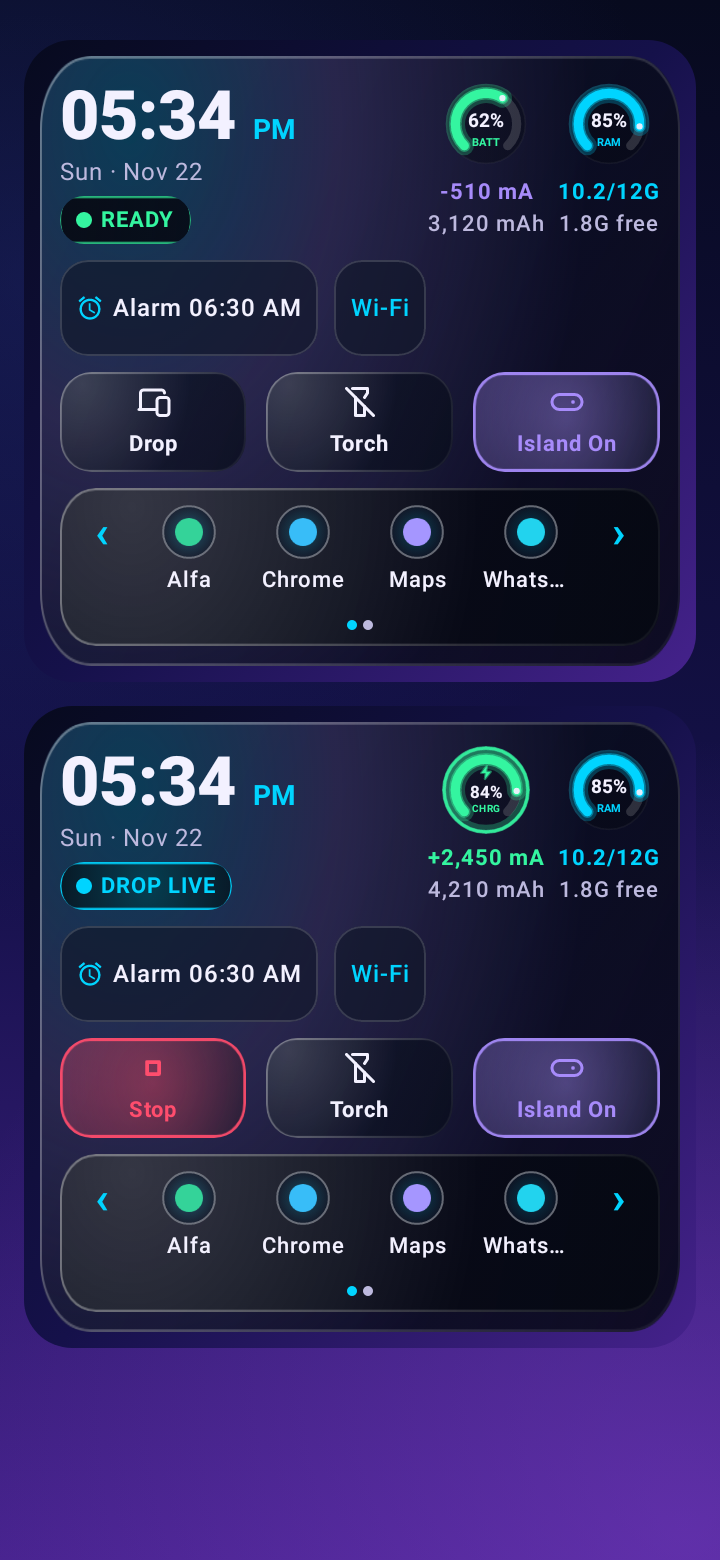 05:34 PM
Sun · Nov 22
READY
62%
BATT
-510 mA
3,120 mAh
85%
RAM
10.2/12G
1.8G free
Alarm 06:30 AM
Wi-Fi
Drop
Torch
Island On
‹
Alfa
Chrome
Maps
Whats…
›
05:34 PM
Sun · Nov 22
DROP LIVE
84%
CHRG
+2,450 mA
4,210 mAh
85%
RAM
10.2/12G
1.8G free
Alarm 06:30 AM
Wi-Fi
Stop
Torch
Island On
‹
Alfa
Chrome
Maps
Whats…
›